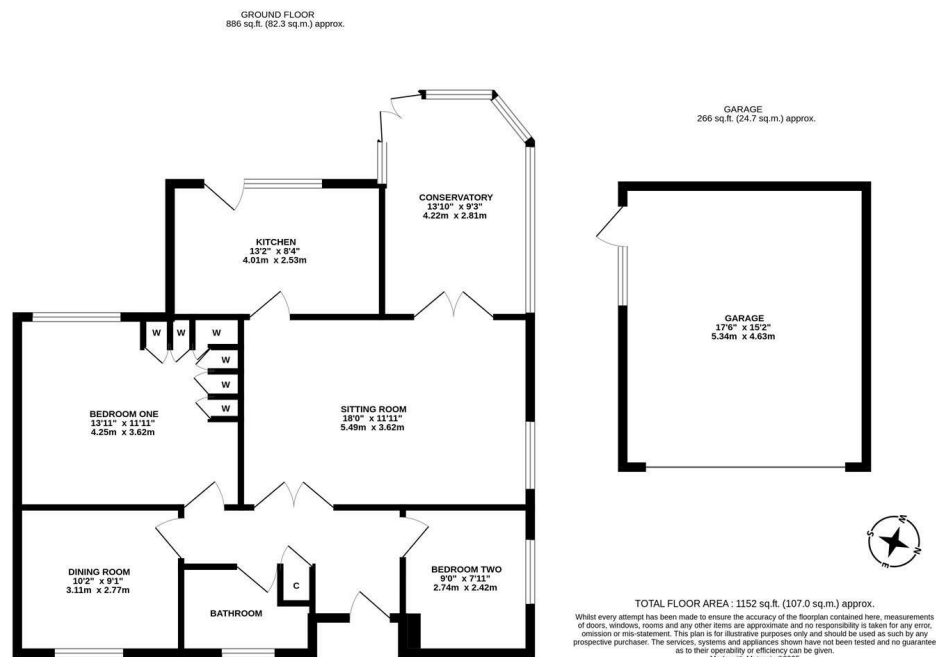 GROUND FLOOR
886 sq.ft. (82.3 sq.m.) approx.
GARAGE
266 sq.ft. (24.7 sq.m.) approx.
CONSERVATORY
13'10" x 9'3"
4.22m x 2.81m
KITCHEN
13'2" x 8'4"
4.01m x 2.53m
W
W
W
W
W
W
BEDROOM ONE
13'11" x 11'11"
4.25m x 3.62m
SITTING ROOM
18'0" x 11'11"
5.49m x 3.62m
GARAGE
17'6" x 15'2"
5.34m x 4.63m
DINING ROOM
10'2" x 9'1"
3.11m x 2.77m
C
BATHROOM
BEDROOM TWO
9'0" x 7'11"
2.74m x 2.42m
W
S
N
E
TOTAL FLOOR AREA : 1152 sq.ft. (107.0 sq.m.) approx.
Whilst every attempt has been made to ensure the accuracy of the floorplan contained here, measurements
of doors, windows, rooms and any other items are approximate and no responsibility is taken for any error,
omission or mis-statement. This plan is for illustrative purposes only and should be used as such by any
prospective purchaser. The services, systems and appliances shown have not been tested and no guarantee
as to their operability or efficiency can be given.